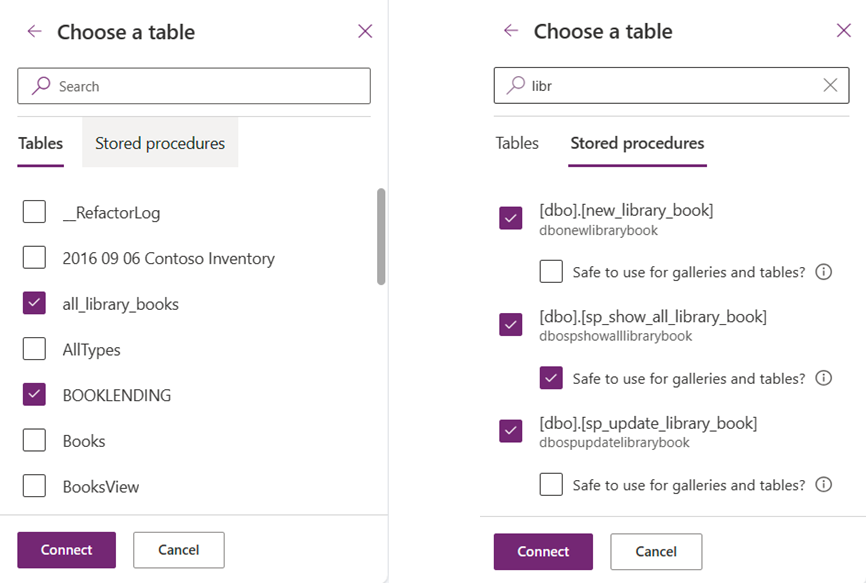 Choose a table
Search
Tables
Stored procedures
__RefactorLog
2016 09 06 Contoso Inventory
all_library_books
AllTypes
BOOKLENDING
Books
BooksView
Connect
Cancel
Choose a table
libr
Tables
Stored procedures
[dbo].[new_library_book]
dbonewlibrarybook
Safe to use for galleries and tables?
[dbo].[sp_show_all_library_book]
dbospshowalllibrarybook
Safe to use for galleries and tables?
[dbo].[sp_update_library_book]
dbospupdatelibrarybook
Safe to use for galleries and tables?
Connect
Cancel